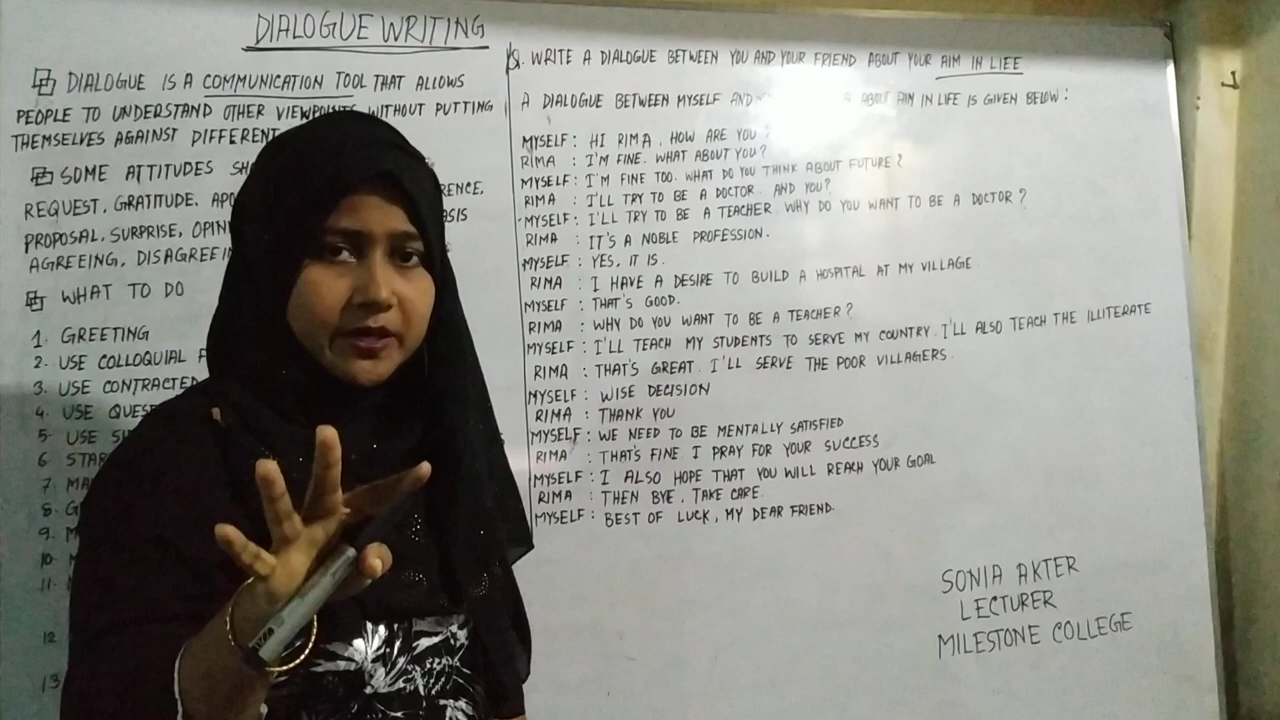 DIALOGUE WRITING
DIALOGUE IS A COMMUNICATION TOOL THAT ALLOWS
PEOPLE TO UNDERSTAND OTHER VIEWPOINTS WITHOUT PUTTING
THEMSELVES AGAINST DIFFERENT
SOME ATTITUDES
REQUEST, GRATITUDE,
PROPOSAL, SURPRISE,
AGREEING,
WHAT TO DO
1. GREETING
2. USE COLLOQUIAL
3. USE CONTRACTED
4. USE
5. USE
6
7.
8.
9.
10.
11.
12
13
Q. WRITE A DIALOGUE BETWEEN YOU AND YOUR FRIEND ABOUT YOUR AIM IN LIFE
A DIALOGUE BETWEEN MYSELF AND ABOUT AIM IN LIFE IS GIVEN BELOW :
MYSELF : HI RIMA, HOW ARE YOU ?
RIMA : I'M FINE. WHAT ABOUT YOU?
MYSELF : I'M FINE TOO. WHAT DO YOU THINK ABOUT FUTURE ?
RIMA : I'LL TRY TO BE A DOCTOR. AND YOU?
MYSELF : I'LL TRY TO BE A TEACHER. WHY DO YOU WANT TO BE A DOCTOR ?
RIMA : IT'S A NOBLE PROFESSION.
MYSELF : YES, IT IS.
RIMA : I HAVE A DESIRE TO BUILD A HOSPITAL AT MY VILLAGE
MYSELF : THAT'S GOOD.
RIMA : WHY DO YOU WANT TO BE A TEACHER ?
MYSELF : I'LL TEACH MY STUDENTS TO SERVE MY COUNTRY. I'LL ALSO TEACH THE ILLITERATE
RIMA : THAT'S GREAT. I'LL SERVE THE POOR VILLAGERS.
MYSELF : WISE DECISION
RIMA : THANK YOU
MYSELF : WE NEED TO BE MENTALLY SATISFIED
RIMA : THAT'S FINE. I PRAY FOR YOUR SUCCESS
MYSELF : I ALSO HOPE THAT YOU WILL REACH YOUR GOAL
RIMA : THEN BYE, TAKE CARE.
MYSELF : BEST OF LUCK, MY DEAR FRIEND.
SONIA AKTER
LECTURER
MILESTONE COLLEGE